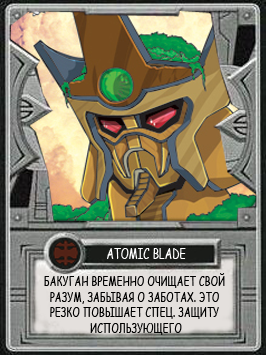 ATOMIC BLADE
БАКУГАН ВРЕМЕННО ОЧИЩАЕТ СВОЙ
РАЗУМ, ЗАБЫВАЯ О ЗАБОТАХ. ЭТО
РЕЗКО ПОВЫШАЕТ СПЕЦ. ЗАЩИТУ
ИСПОЛЬЗУЮЩЕГО